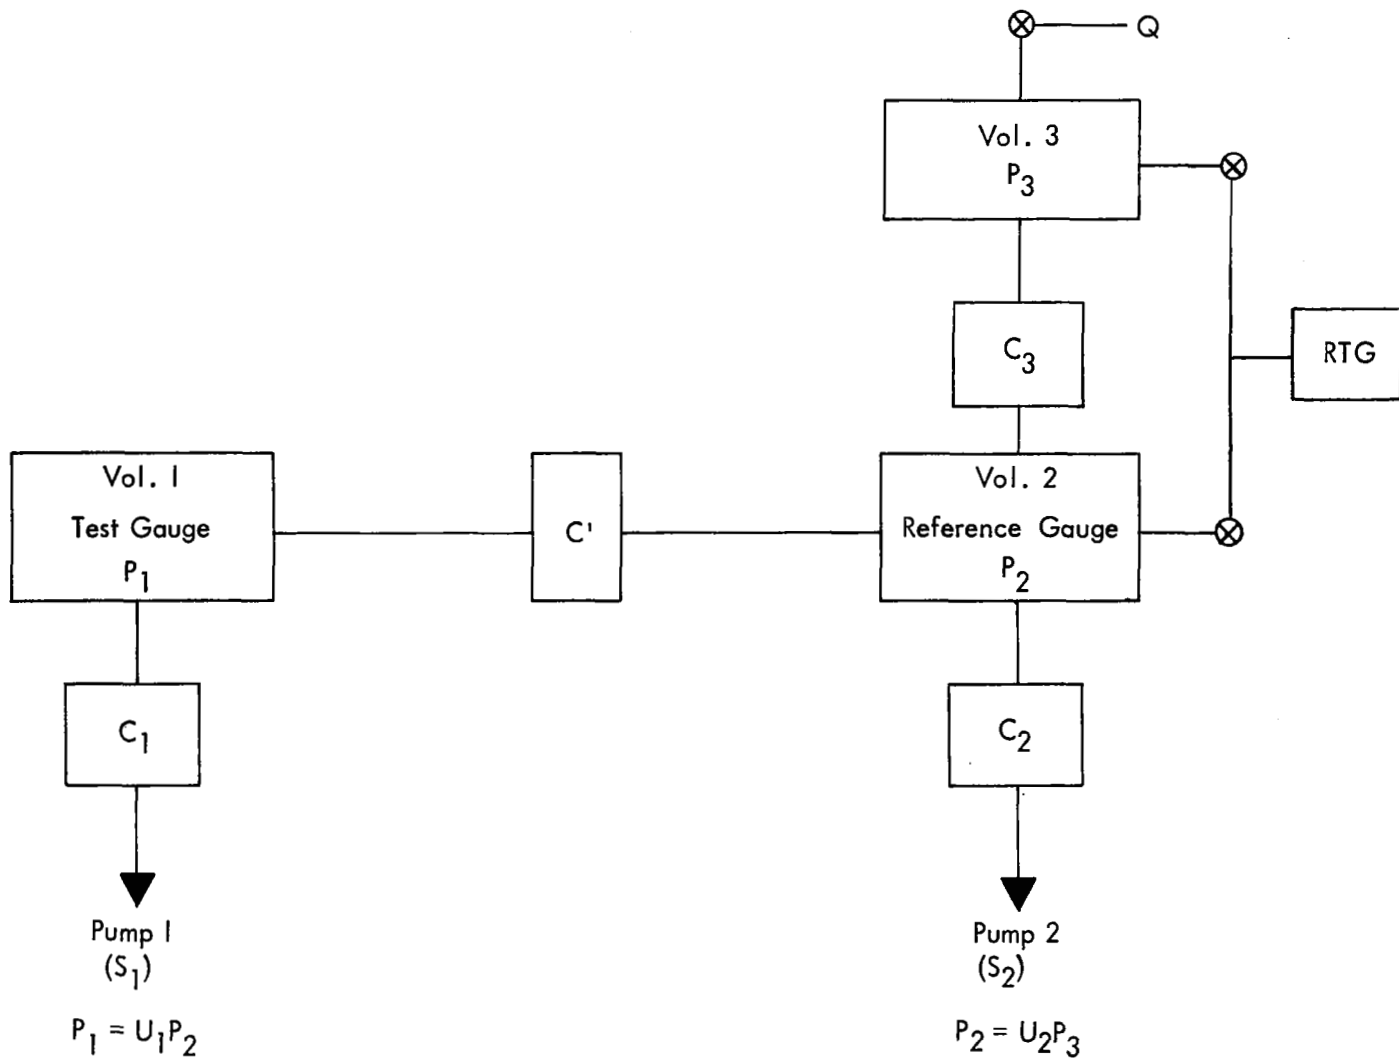 Q
Vol. 3
P3
C3
RTG
Vol. 1
Test Gauge
P1
C'
Vol. 2
Reference Gauge
P2
C1
C2
Pump 1
(S1)
Pump 2
(S2)
P1 = U1P2
P2 = U2P3